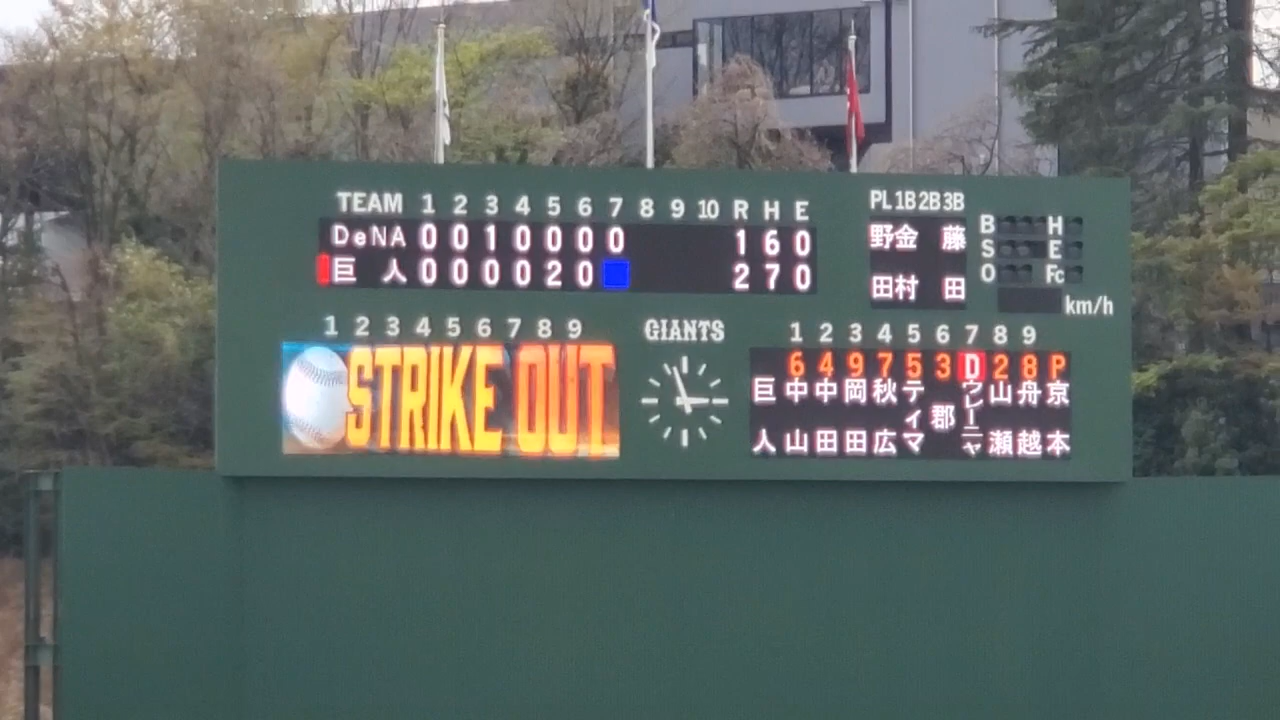 TEAM 1 2 3 4 5 6 7 8 9 10 R H E
DeNA 0 0 1 0 0 0 0 1 6 0
巨人 0 0 0 0 2 0 2 7 0
PL 1B 2B 3B
野田 金村 藤田
B H
S E
O Fc
km/h
1 2 3 4 5 6 7 8 9
STRIKE OUT
GIANTS
1 2 3 4 5 6 7 8 9
6 4 9 7 5 3 D 2 8 P
巨人 中山 中田 岡田 秋広 ティマ 郡 ウレーニャ 山瀬 舟越 京本